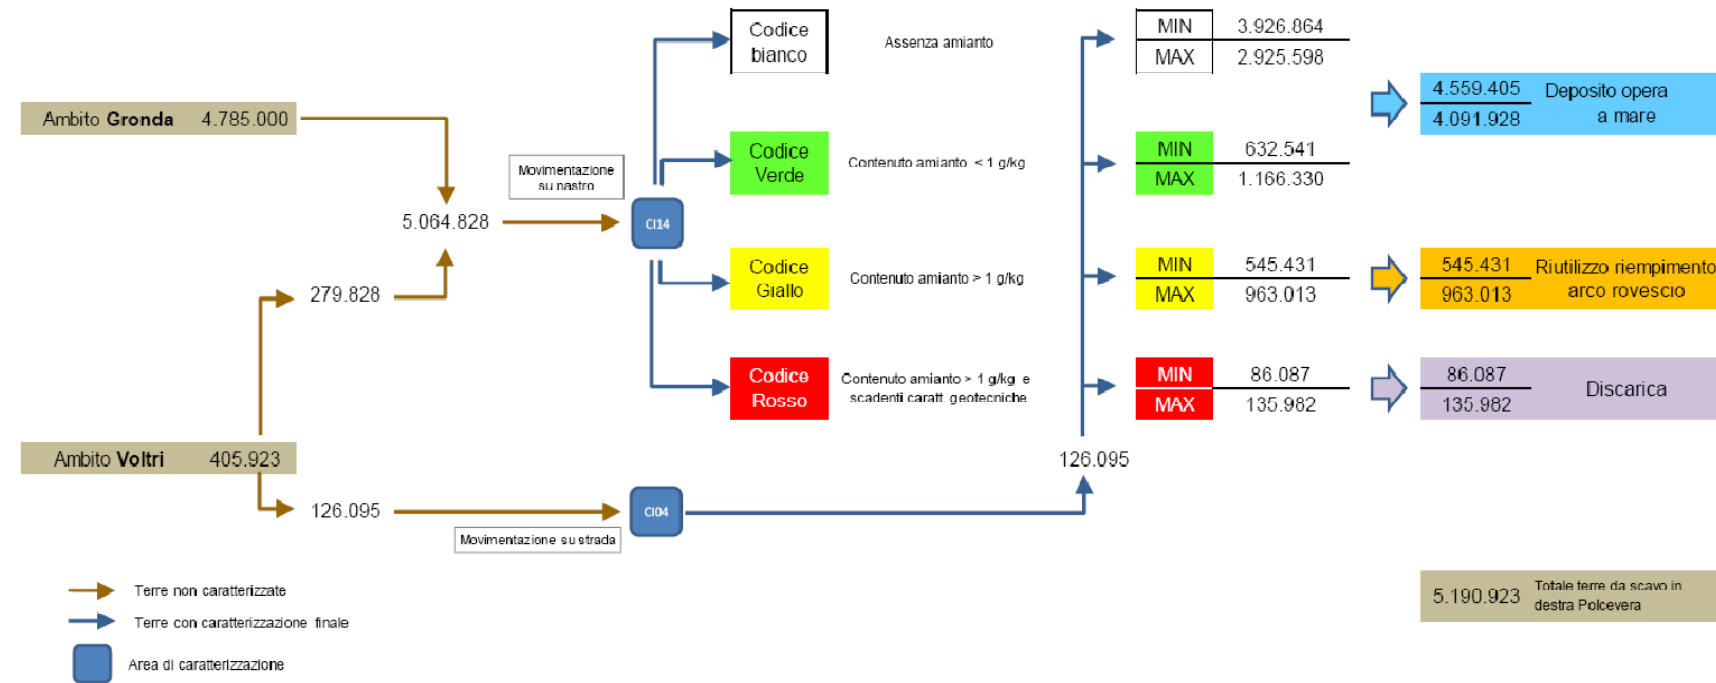 Codice
bianco
Assenza amianto
MIN 3.926.864
MAX 2.925.598
Ambito Gronda 4.785.000
4.559.405
4.091.928
Deposito opera
a mare
Movimentazione
su nastro
Codice
Verde
Contenuto amianto < 1 g/kg
MIN 632.541
MAX 1.166.330
5.064.828
CI14
279.828
Codice
Giallo
Contenuto amianto > 1 g/kg
MIN 545.431
MAX 963.013
545.431
963.013
Riutilizzo riempimento
arco rovescio
Codice
Rosso
Contenuto amianto > 1 g/kg e
scadenti caratt. geotecniche
MIN 86.087
MAX 135.982
86.087
135.982
Discarica
Ambito Voltri 405.923
126.095
126.095
CI04
Movimentazione su strada
Terre non caratterizzate
Terre con caratterizzazione finale
Area di caratterizzazione
5.190.923
Totale terre da scavo in
destra Polcevera